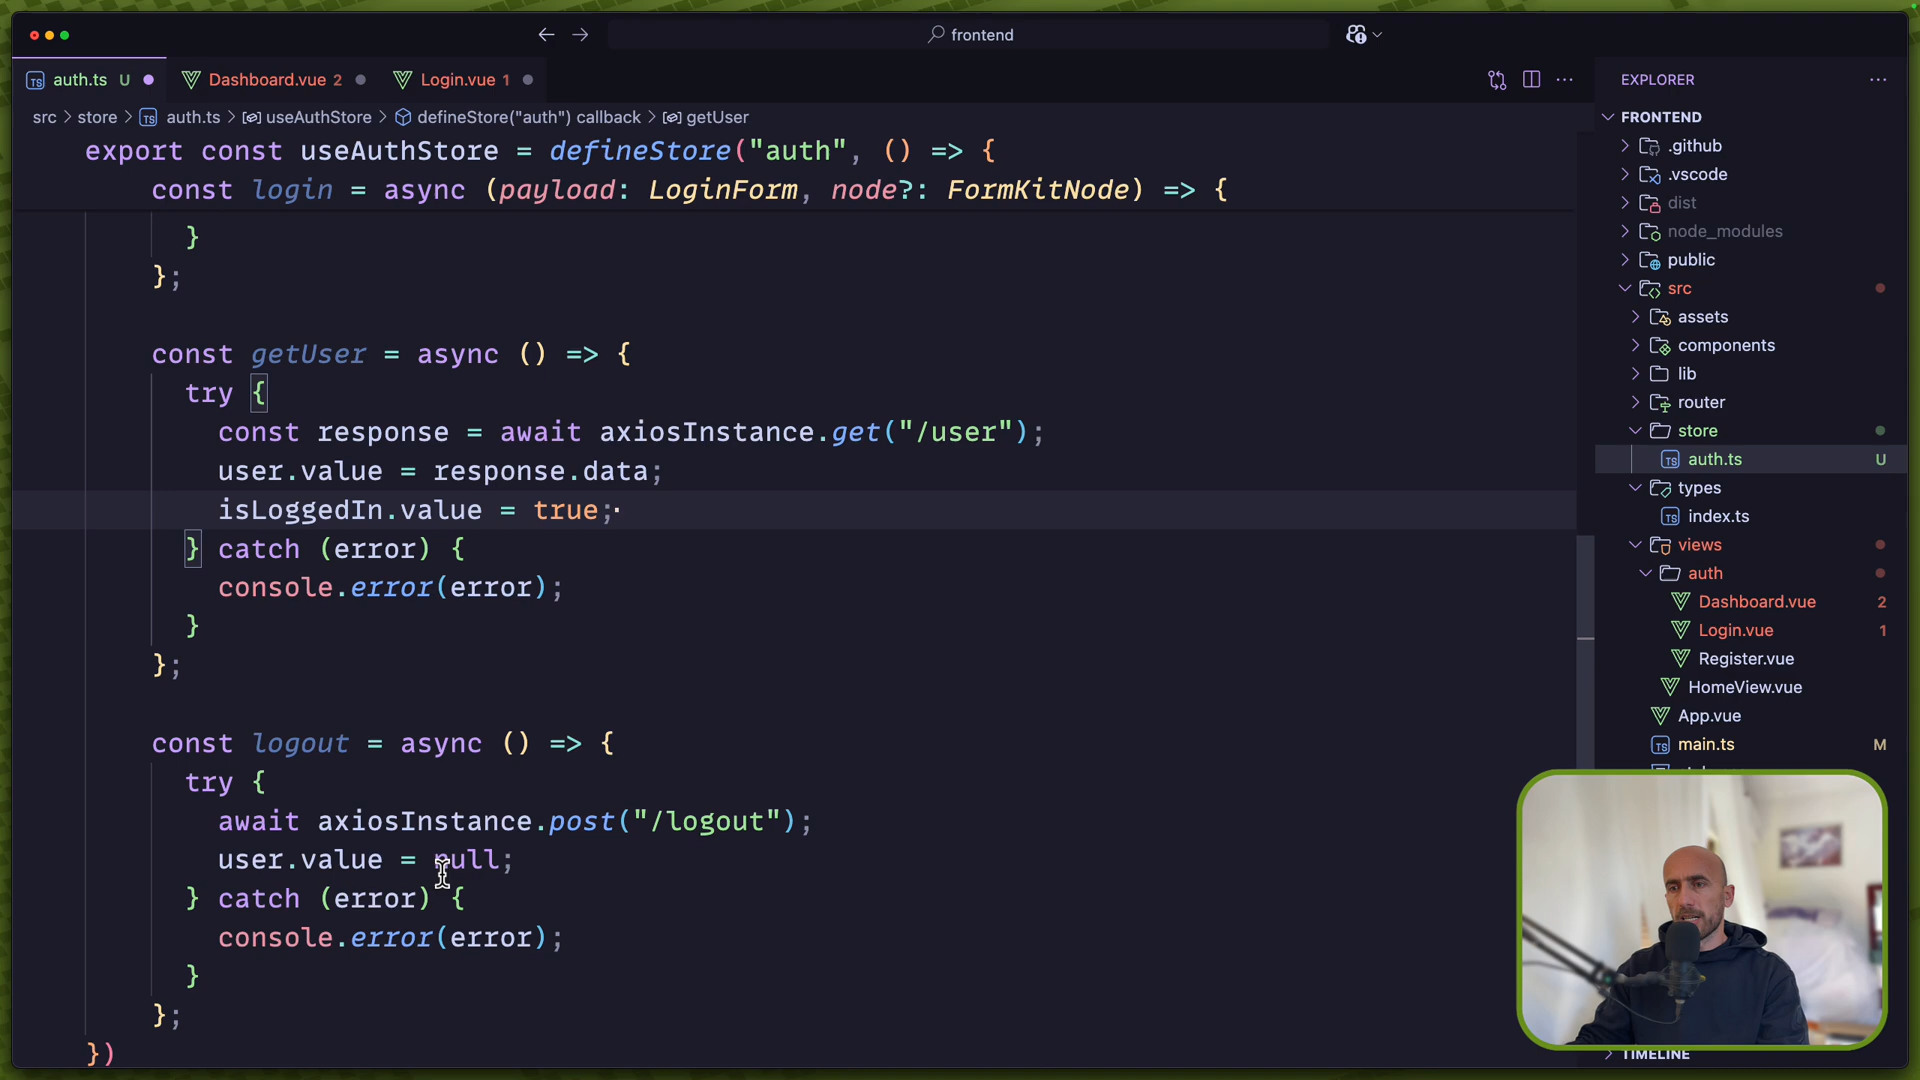 frontend
auth.ts U
Dashboard.vue 2
Login.vue 1
EXPLORER
src > store > TS auth.ts > useAuthStore > defineStore("auth") callback > getUser
export const useAuthStore = defineStore("auth", () => {
const login = async (payload: LoginForm, node?: FormKitNode) => {
}
};
const getUser = async () => {
try {
const response = await axiosInstance.get("/user");
user.value = response.data;
isLoggedIn.value = true;
} catch (error) {
console.error(error);
}
};
const logout = async () => {
try {
await axiosInstance.post("/logout");
user.value = null;
} catch (error) {
console.error(error);
}
};
})
FRONTEND
.github
.vscode
dist
node_modules
public
src
assets
components
lib
router
store
TS auth.ts U
types
TS index.ts
views
auth
Dashboard.vue 2
Login.vue 1
Register.vue
HomeView.vue
App.vue
TS main.ts M
TIMELINE